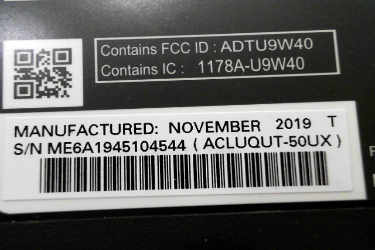 Contains FCC ID : ADTU9W40
Contains IC : 1178A-U9W40
MANUFACTURED: NOVEMBER 2019 T
S/N ME6A1945104544 ( ACLUQUT-50UX )